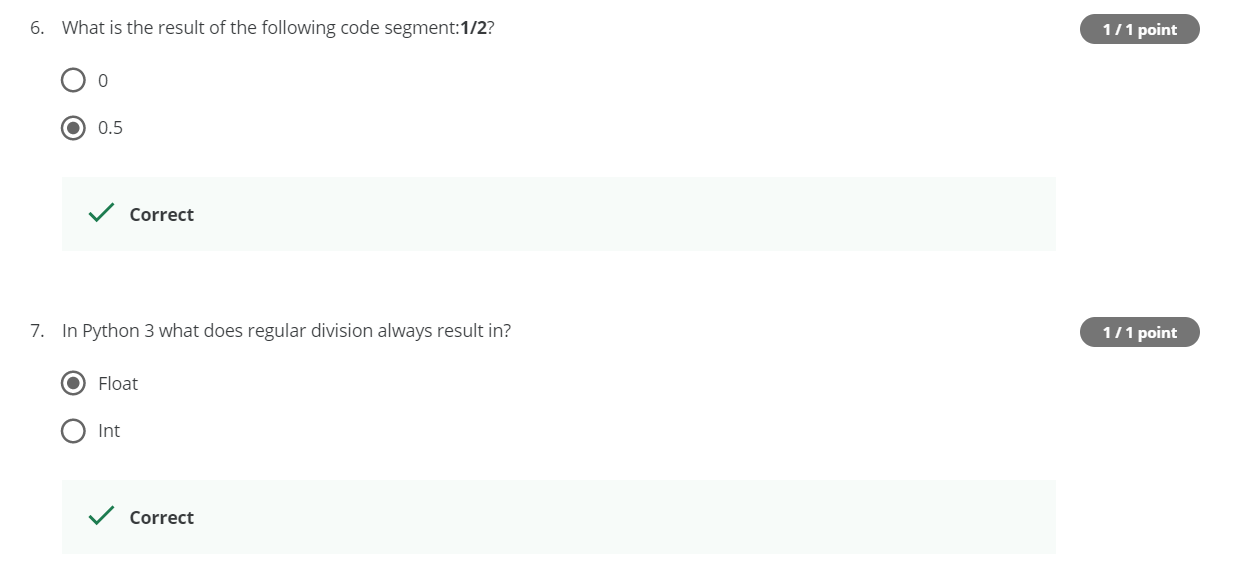 6. What is the result of the following code segment:1/2?
1 / 1 point
0
0.5
Correct
7. In Python 3 what does regular division always result in?
1 / 1 point
Float
Int
Correct